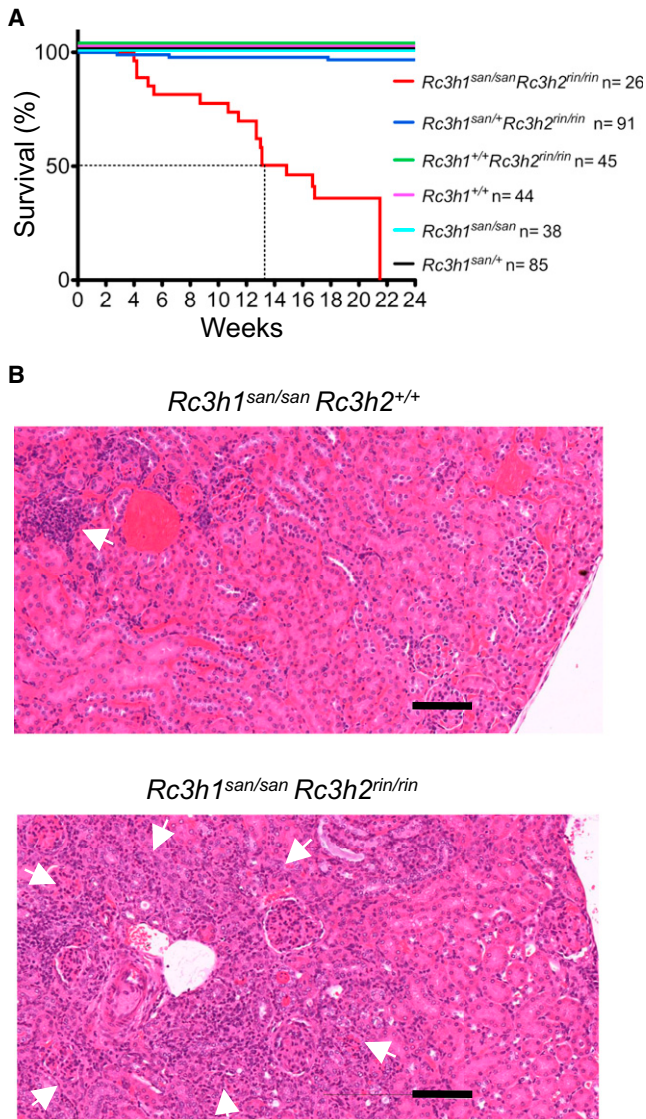 A
Survival (%)
100
50
0
0 2 4 6 8 10 12 14 16 18 20 22 24
Weeks
Rc3h1san/sanRc3h2rin/rin n= 26
Rc3h1san/+Rc3h2rin/rin n= 91
Rc3h1+/+Rc3h2rin/rin n= 45
Rc3h1+/+ n= 44
Rc3h1san/san n= 38
Rc3h1san/+ n= 85
B
Rc3h1san/san Rc3h2+/+
Rc3h1san/san Rc3h2rin/rin